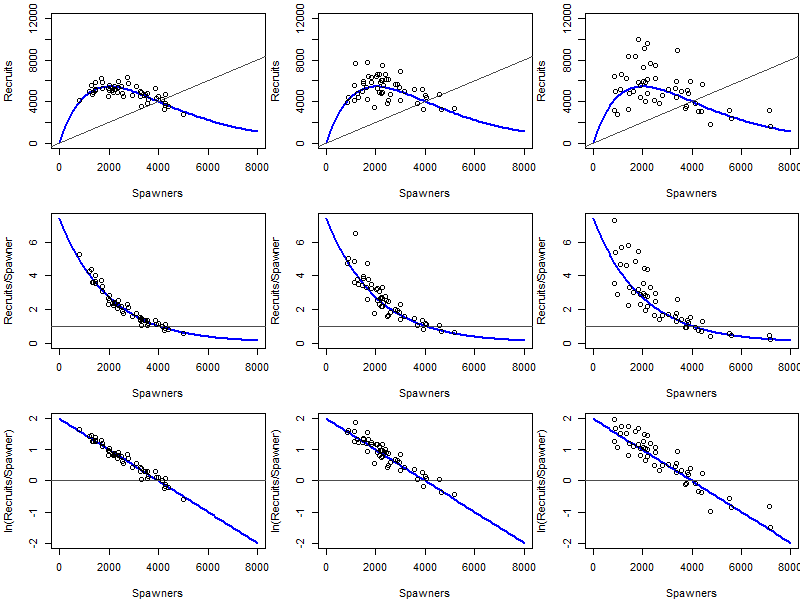 12000 12000 12000
Recruits Recruits Recruits
8000 8000 8000
4000 4000 4000
0 0 0
0 2000 4000 6000 8000 0 2000 4000 6000 8000 0 2000 4000 6000 8000
Spawners Spawners Spawners
Recruits/Spawner Recruits/Spawner Recruits/Spawner
6 6 6
4 4 4
2 2 2
0 0 0
0 2000 4000 6000 8000 0 2000 4000 6000 8000 0 2000 4000 6000 8000
Spawners Spawners Spawners
ln(Recruits/Spawner) ln(Recruits/Spawner) ln(Recruits/Spawner)
2 2 2
1 1 1
0 0 0
-1 -1 -1
-2 -2 -2
0 2000 4000 6000 8000 0 2000 4000 6000 8000 0 2000 4000 6000 8000
Spawners Spawners Spawners